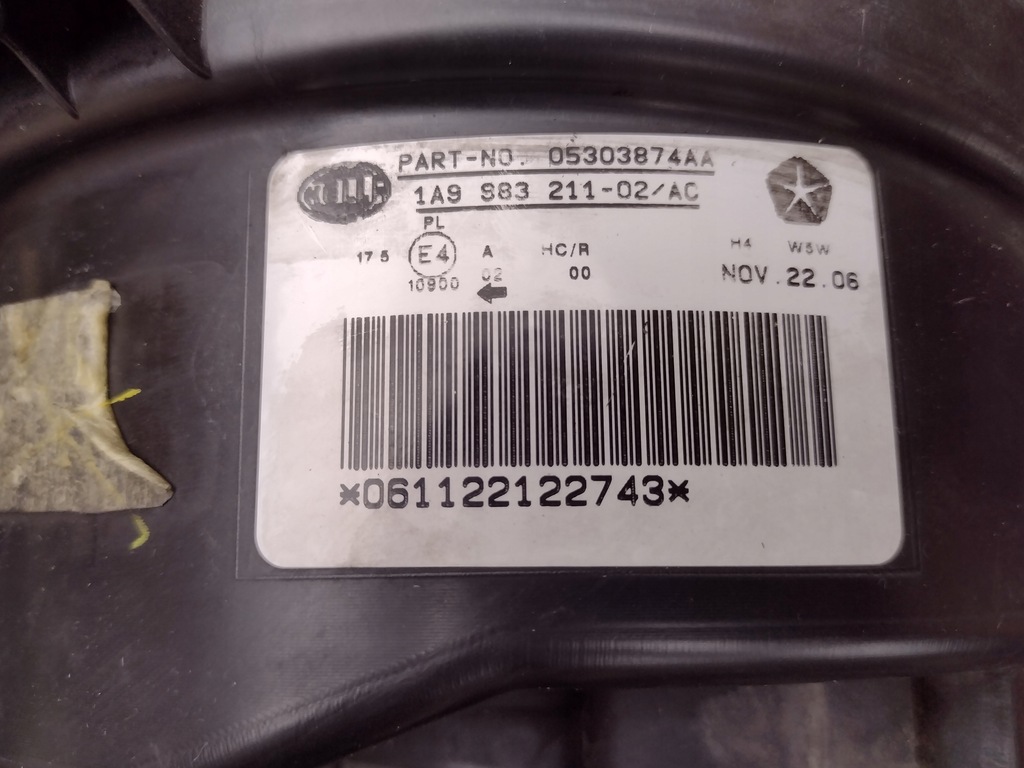 PART-NO. 05303874AA
HELLA
1A9 983 211-02/AC
PL
17 5 E4 A HC/R H4 W5W
10900 02 00 NOV.22.06
*061122122743*